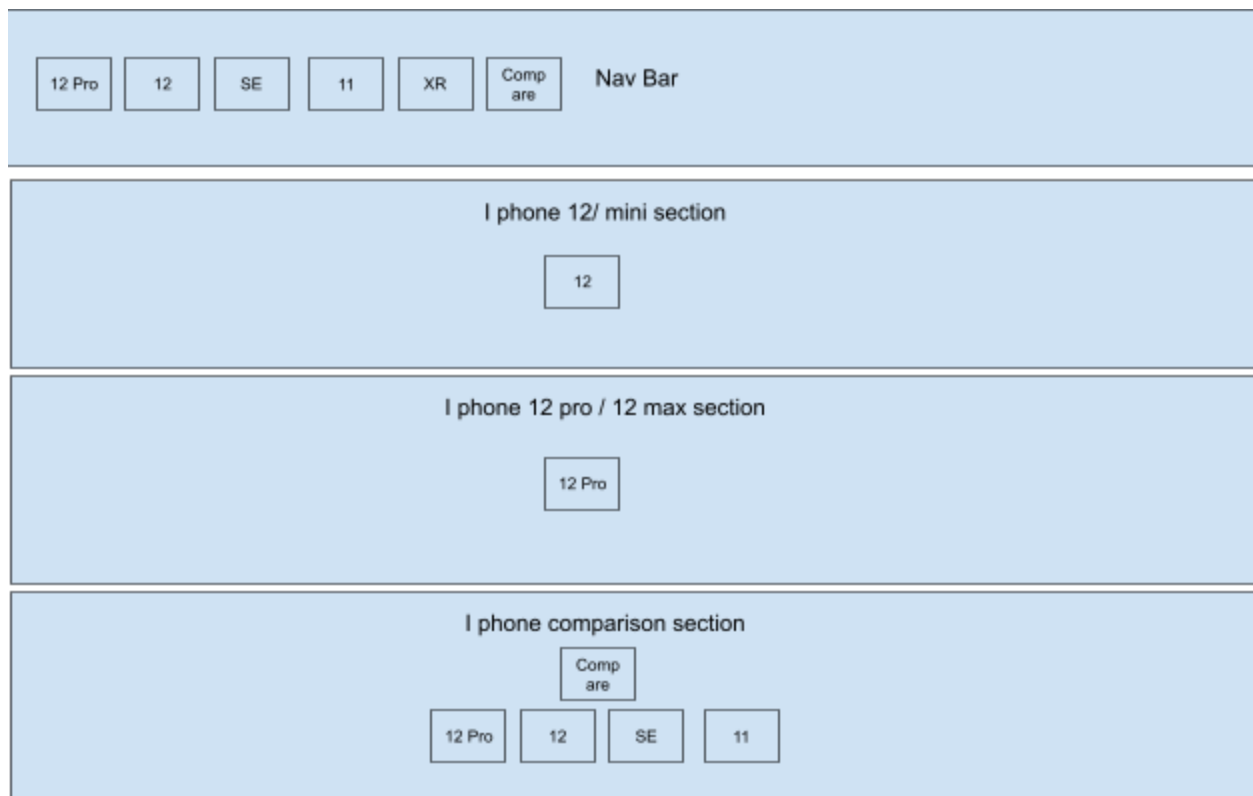 12 Pro 12 SE 11 XR Comp
are Nav Bar
I phone 12/ mini section
12
I phone 12 pro / 12 max section
12 Pro
I phone comparison section
Comp
are
12 Pro 12 SE 11